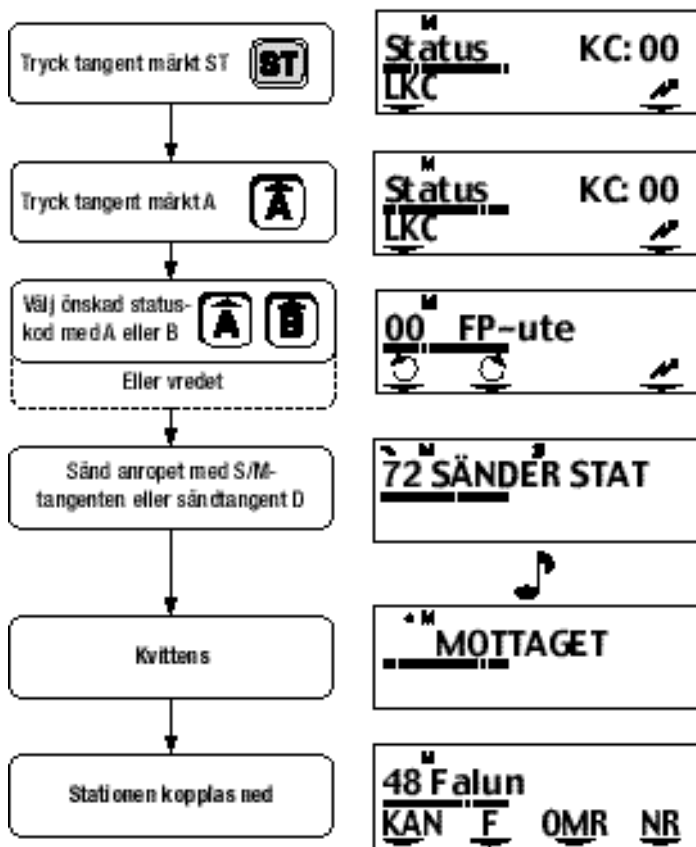 Tryck tangent märkt ST ST
M
Status KC: 00
LKC
Tryck tangent märkt A A
M
Status KC: 00
LKC
Välj önskad status-
kod med A eller B A B
Eller vredet
M
00 FP-ute
Sänd anropet med S/M-
tangenten eller sändtangent D
M
72 SÄNDER STAT
Kvittens
M
MOTTAGET
Stationen kopplas ned
M
48 Falun
KAN F OMR NR